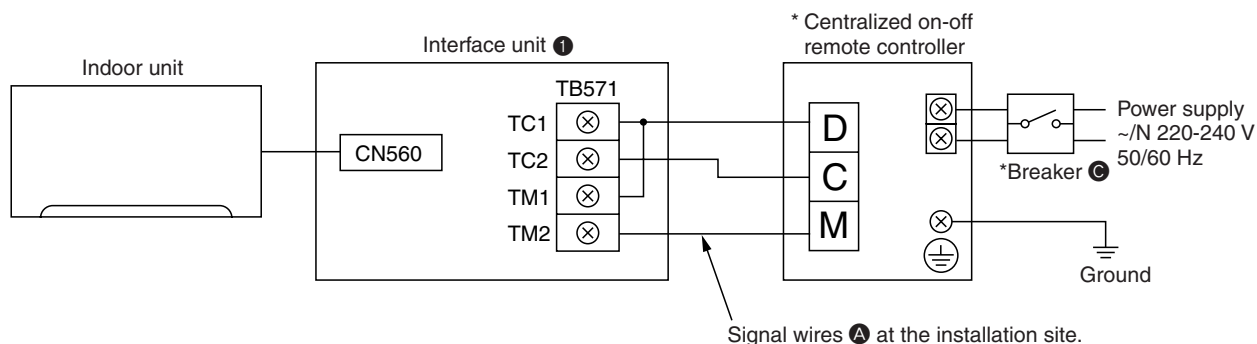 * Centralized on-off
remote controller
Interface unit ❶
Indoor unit
TB571
TC1
TC2
TM1
TM2
CN560
D
C
M
Power supply
~/N 220-240 V
50/60 Hz
*Breaker 🅒
Ground
Signal wires 🅐 at the installation site.